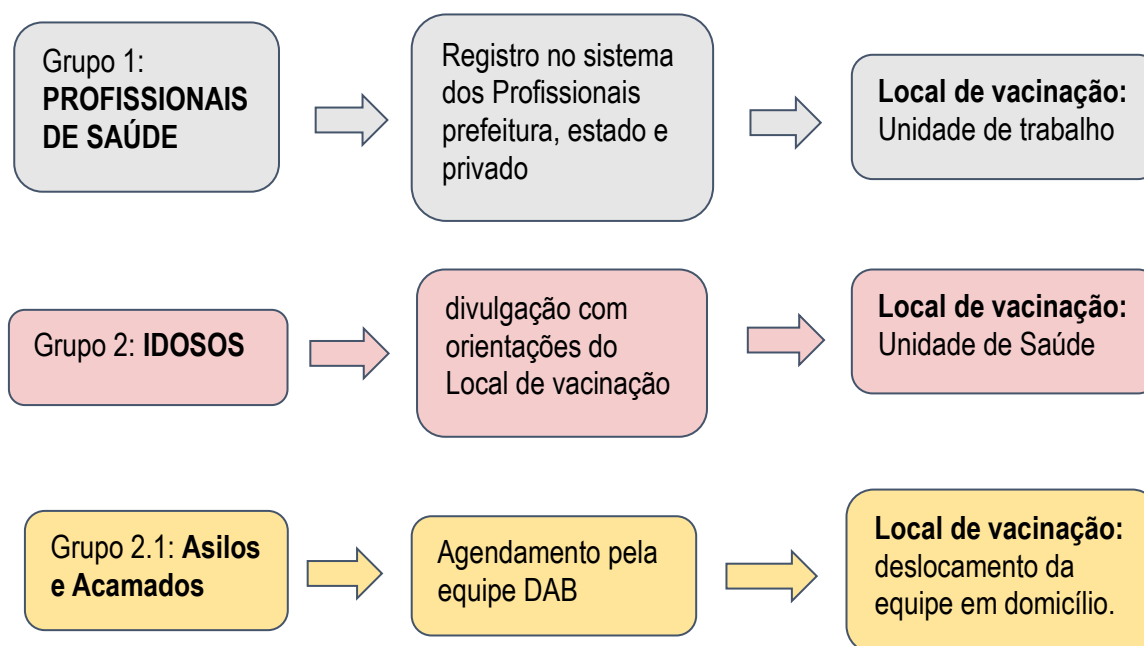 Grupo 1:
PROFISSIONAIS
DE SAÚDE
Registro no sistema
dos Profissionais
prefeitura, estado e
privado
Local de vacinação:
Unidade de trabalho
Grupo 2: IDOSOS
divulgação com
orientações do
Local de vacinação
Local de vacinação:
Unidade de Saúde
Grupo 2.1: Asilos
e Acamados
Agendamento pela
equipe DAB
Local de vacinação:
deslocamento da
equipe em domicílio.